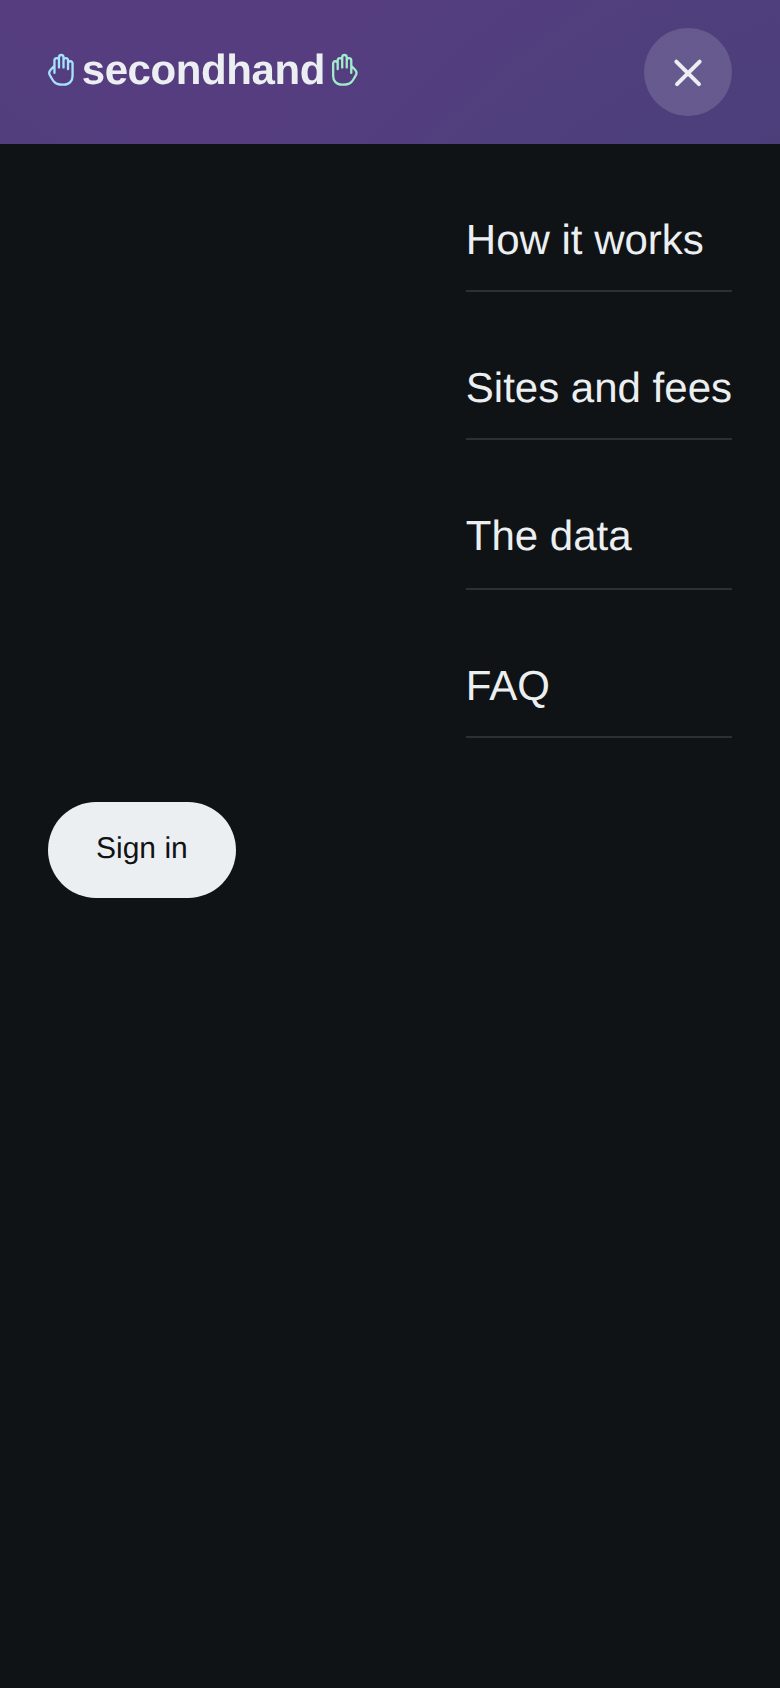 secondhand
How it works
Sites and fees
The data
FAQ
Sign in